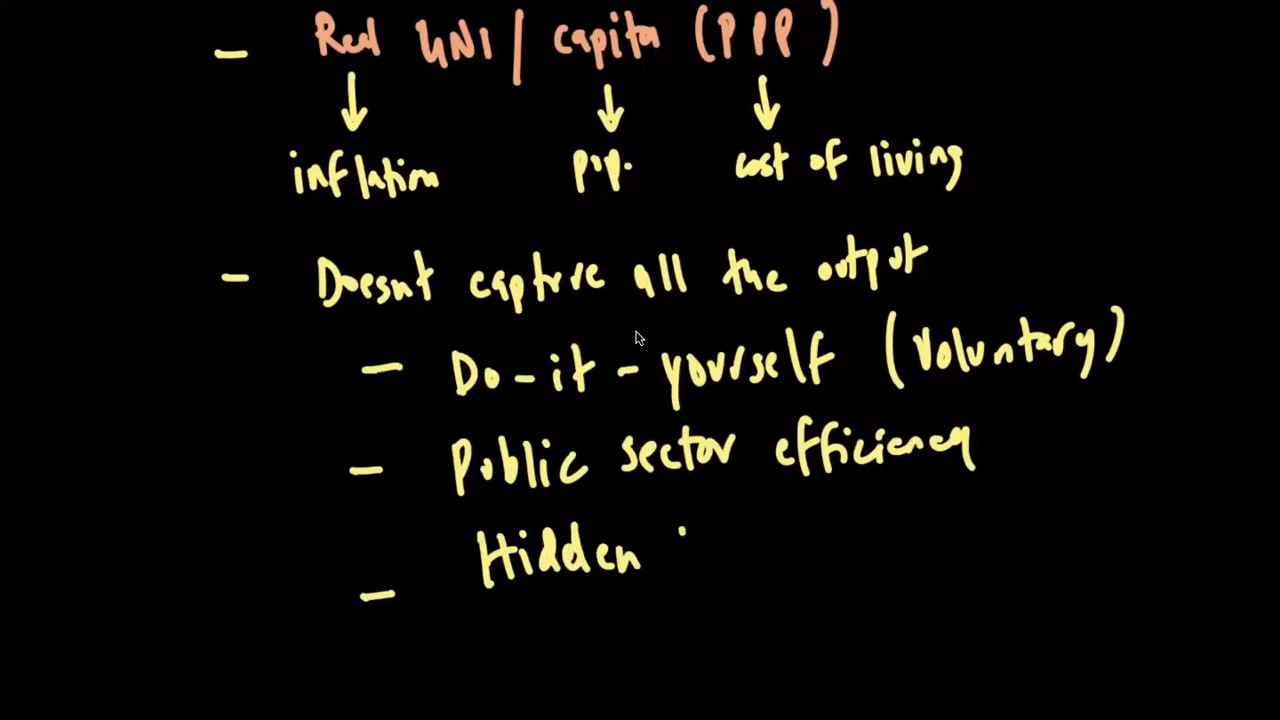 - Real GNI / Capita (PPP)
inflation pop. cost of living
- Doesnt capture all the output
- Do-it-yourself (Voluntary)
- Public sector efficiency
- Hidden